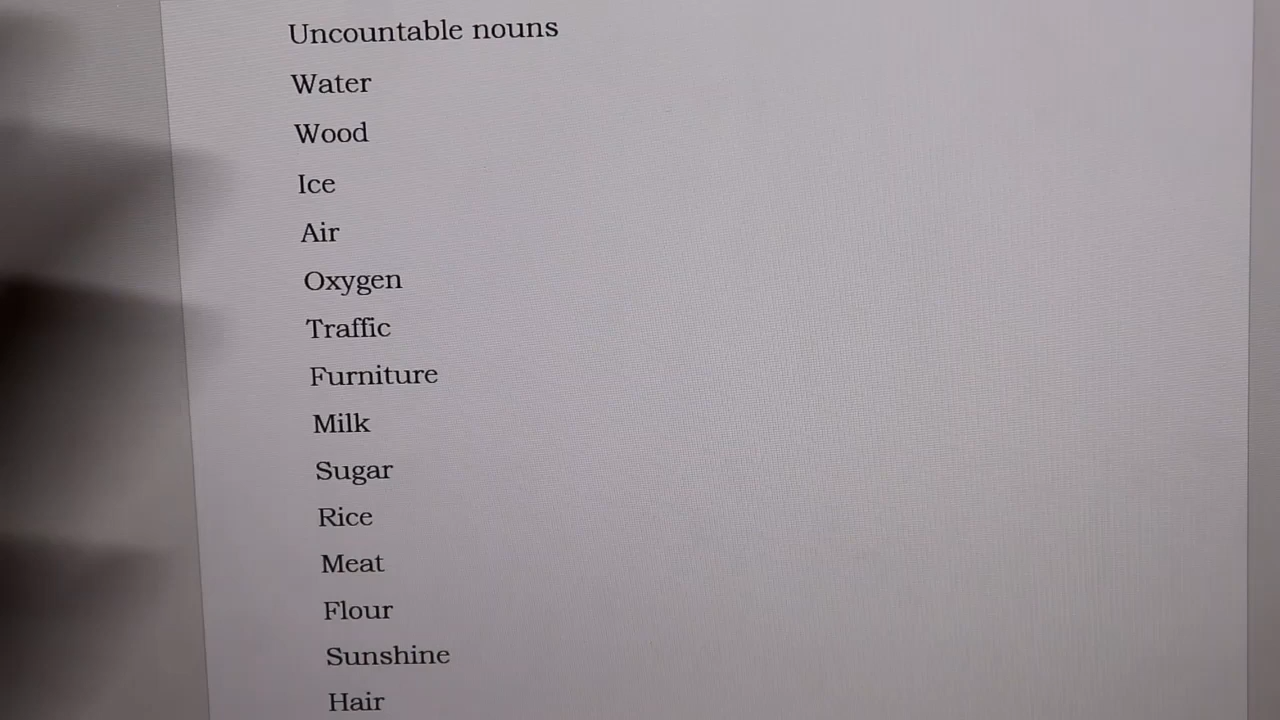 Uncountable nouns
Water
Wood
Ice
Air
Oxygen
Traffic
Furniture
Milk
Sugar
Rice
Meat
Flour
Sunshine
Hair